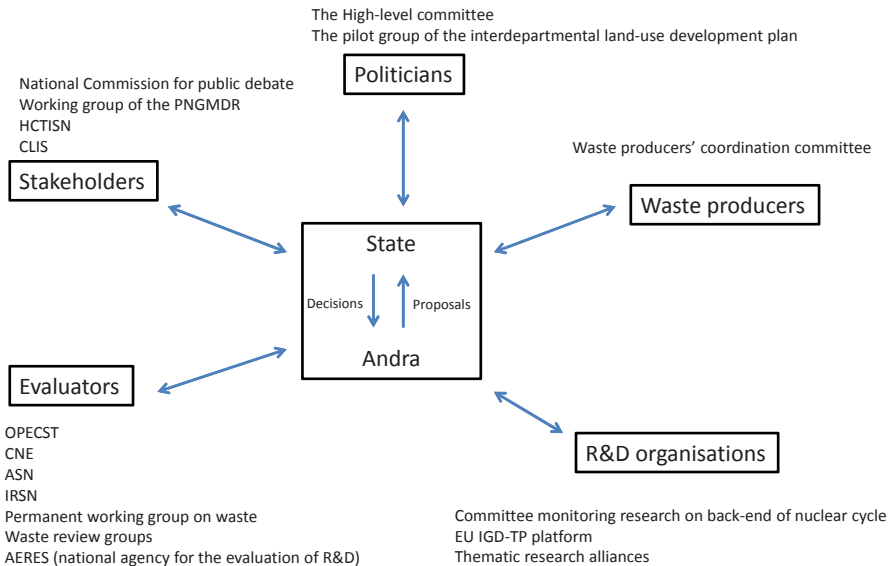 The High-level committee
The pilot group of the interdepartmental land-use development plan
Politicians
National Commission for public debate
Working group of the PNGMDR
HCTISN
CLIS
Stakeholders
Waste producers' coordination committee
Waste producers
State
Decisions
Proposals
Andra
Evaluators
OPECST
CNE
ASN
IRSN
Permanent working group on waste
Waste review groups
AERES (national agency for the evaluation of R&D)
R&D organisations
Committee monitoring research on back-end of nuclear cycle
EU IGD-TP platform
Thematic research alliances